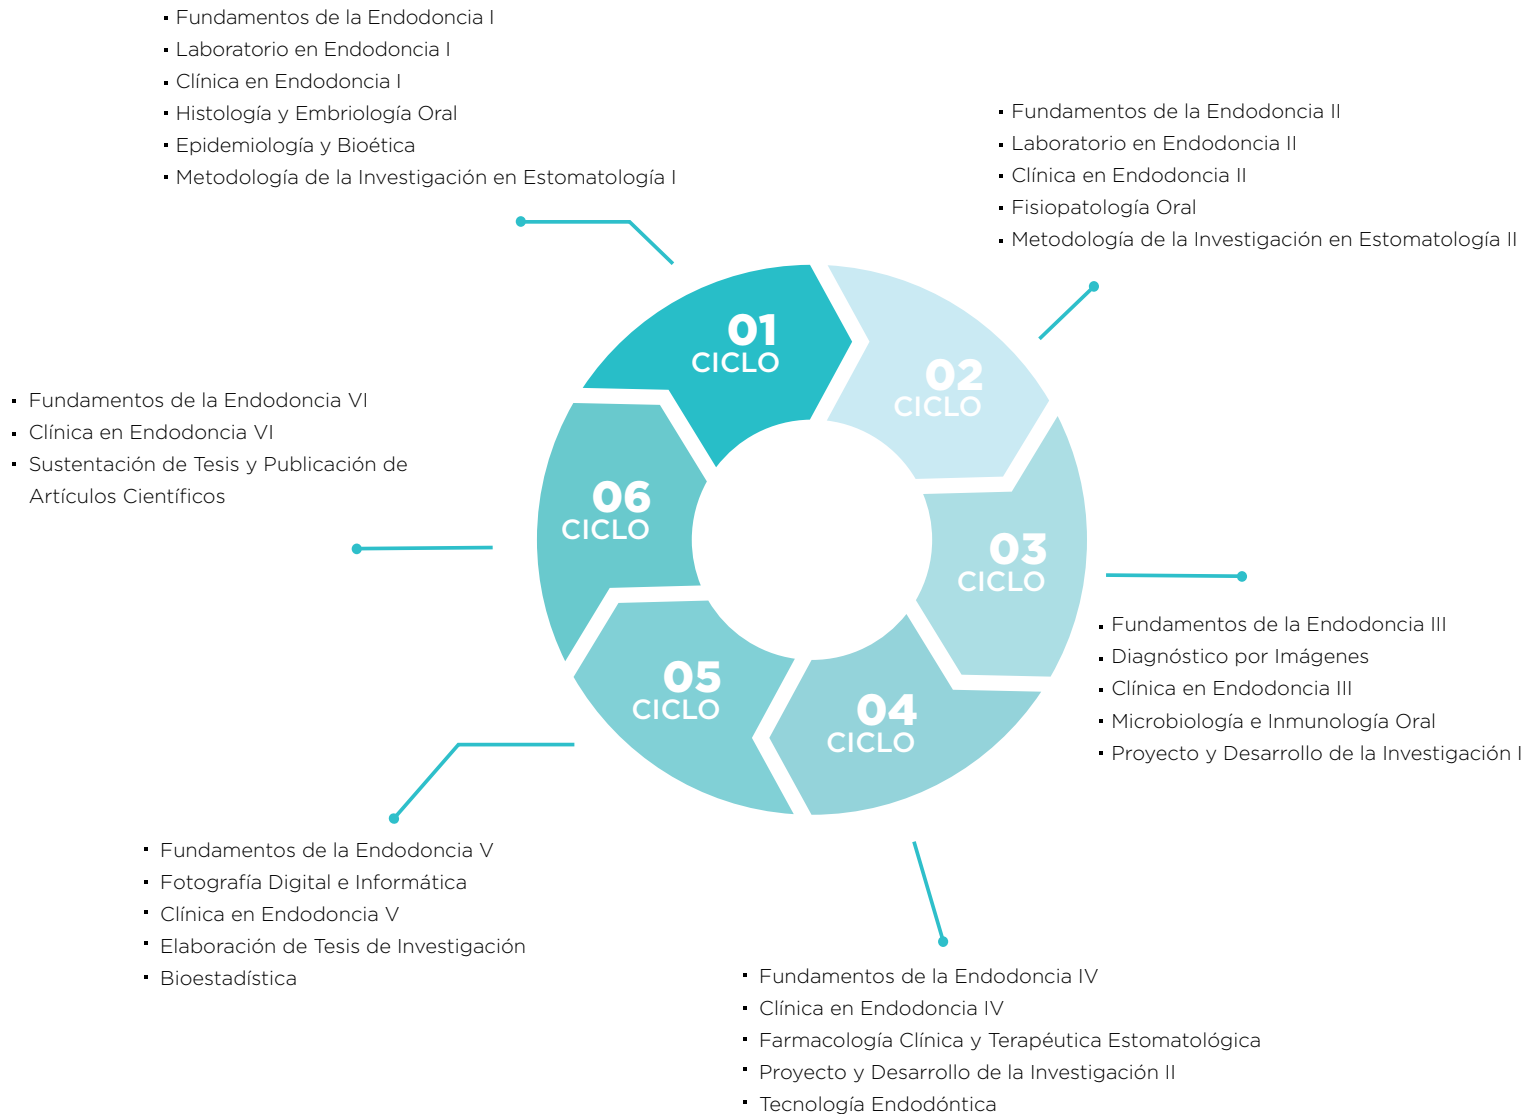 Fundamentos de la Endodoncia I
Laboratorio en Endodoncia I
Clínica en Endodoncia I
Histología y Embriología Oral
Epidemiología y Bioética
Metodología de la Investigación en Estomatología I
01
CICLO
Fundamentos de la Endodoncia II
Laboratorio en Endodoncia II
Clínica en Endodoncia II
Fisiopatología Oral
Metodología de la Investigación en Estomatología II
02
CICLO
03
CICLO
Fundamentos de la Endodoncia III
Diagnóstico por Imágenes
Clínica en Endodoncia III
Microbiología e Inmunología Oral
Proyecto y Desarrollo de la Investigación I
04
CICLO
Fundamentos de la Endodoncia IV
Clínica en Endodoncia IV
Farmacología Clínica y Terapéutica Estomatológica
Proyecto y Desarrollo de la Investigación II
Tecnología Endodóntica
05
CICLO
Fundamentos de la Endodoncia V
Fotografía Digital e Informática
Clínica en Endodoncia V
Elaboración de Tesis de Investigación
Bioestadística
06
CICLO
Fundamentos de la Endodoncia VI
Clínica en Endodoncia VI
Sustentación de Tesis y Publicación de
Artículos Científicos